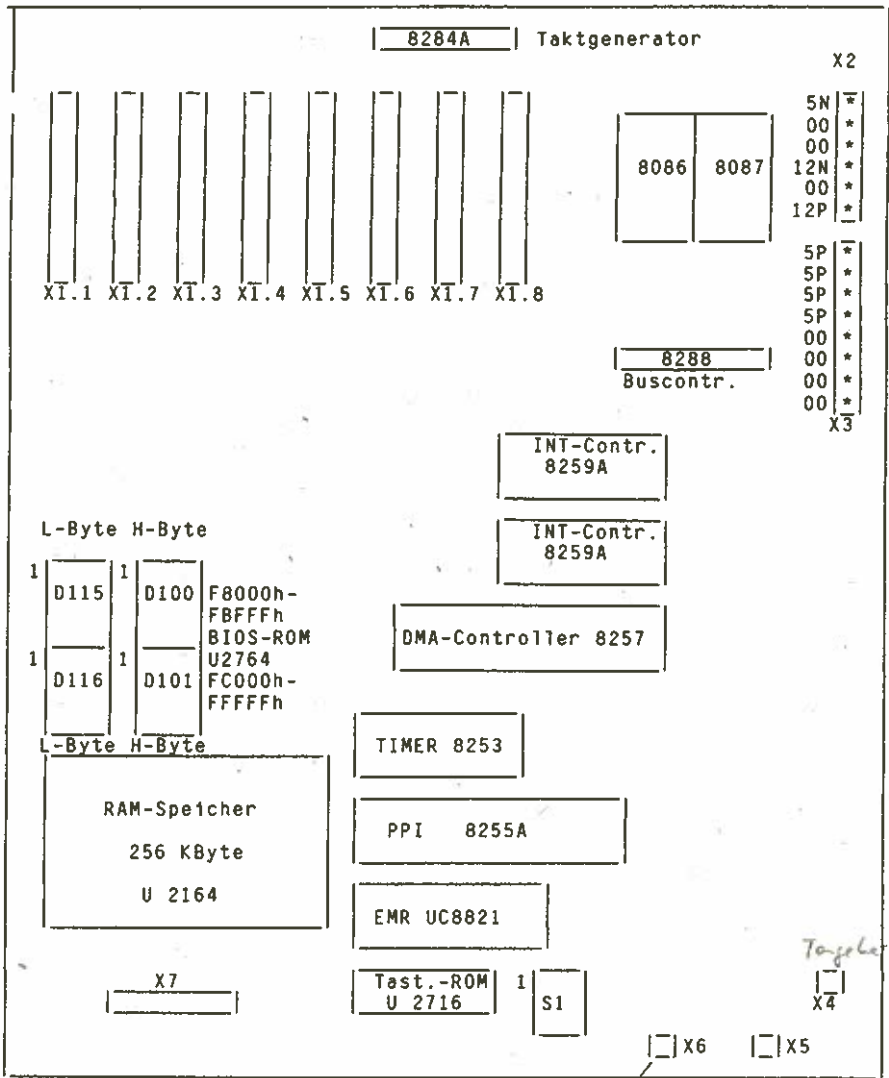 8284A Taktgenerator
X2
5N *
00 *
00 *
12N *
00 *
12P *
8086 8087
5P *
5P *
5P *
5P *
00 *
00 *
00 *
00 *
X3
X1.1 X1.2 X1.3 X1.4 X1.5 X1.6 X1.7 X1.8
8288
Buscontr.
INT-Contr.
8259A
INT-Contr.
8259A
L-Byte H-Byte
1 D115 1 D100 F8000h-
FBFFFh
BIOS-ROM
U2764
1 D116 1 D101 FC000h-
FFFFFh
L-Byte H-Byte
DMA-Controller 8257
TIMER 8253
RAM-Speicher
256 KByte
U 2164
PPI 8255A
EMR UC8821
X7
Tast.-ROM
U 2716
1 S1
X4
X6 X5